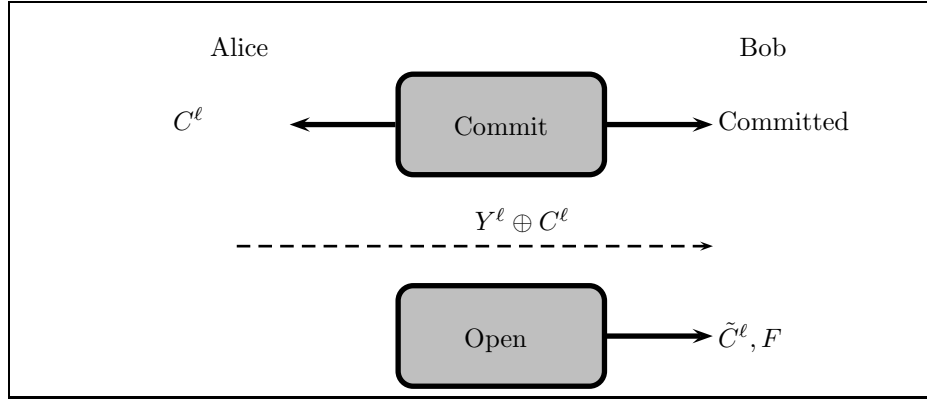 Alice Bob
C^ℓ Commit Committed
Y^ℓ ⊕ C^ℓ
Open C̃^ℓ, F